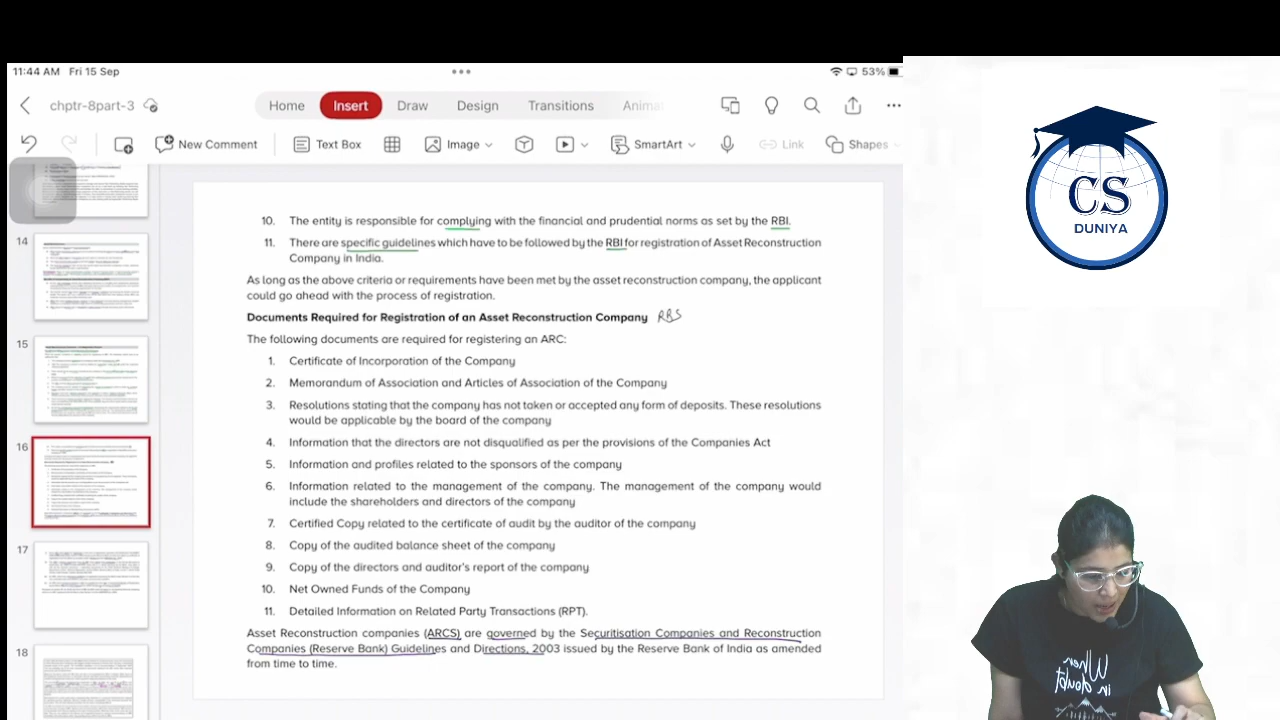 11:44 AM Fri 15 Sep
53%
chptr-8part-3
Home Insert Draw Design Transitions Anima
New Comment Text Box Image SmartArt Link Shapes
14
15
16
17
18
10. The entity is responsible for complying with the financial and prudential norms as set by the RBI.
11. There are specific guidelines which have to be followed by the RBI for registration of Asset Reconstruction
Company in India.
As long as the above criteria or requirements have been met by the asset reconstruction company, the applicant
could go ahead with the process of registration.
Documents Required for Registration of an Asset Reconstruction Company RBS
The following documents are required for registering an ARC:
1. Certificate of Incorporation of the Company
2. Memorandum of Association and Articles of Association of the Company
3. Resolutions stating that the company has not taken or accepted any form of deposits. These resolutions
would be applicable by the board of the company
4. Information that the directors are not disqualified as per the provisions of the Companies Act
5. Information and profiles related to the sponsors of the company
6. Information related to the management of the company. The management of the company would
include the shareholders and directors of the company
7. Certified Copy related to the certificate of audit by the auditor of the company
8. Copy of the audited balance sheet of the company
9. Copy of the directors and auditor's report of the company
10. Net Owned Funds of the Company
11. Detailed Information on Related Party Transactions (RPT).
Asset Reconstruction companies (ARCS) are governed by the Securitisation Companies and Reconstruction
Companies (Reserve Bank) Guidelines and Directions, 2003 issued by the Reserve Bank of India as amended
from time to time.
CS
DUNIYA
When
in doubt